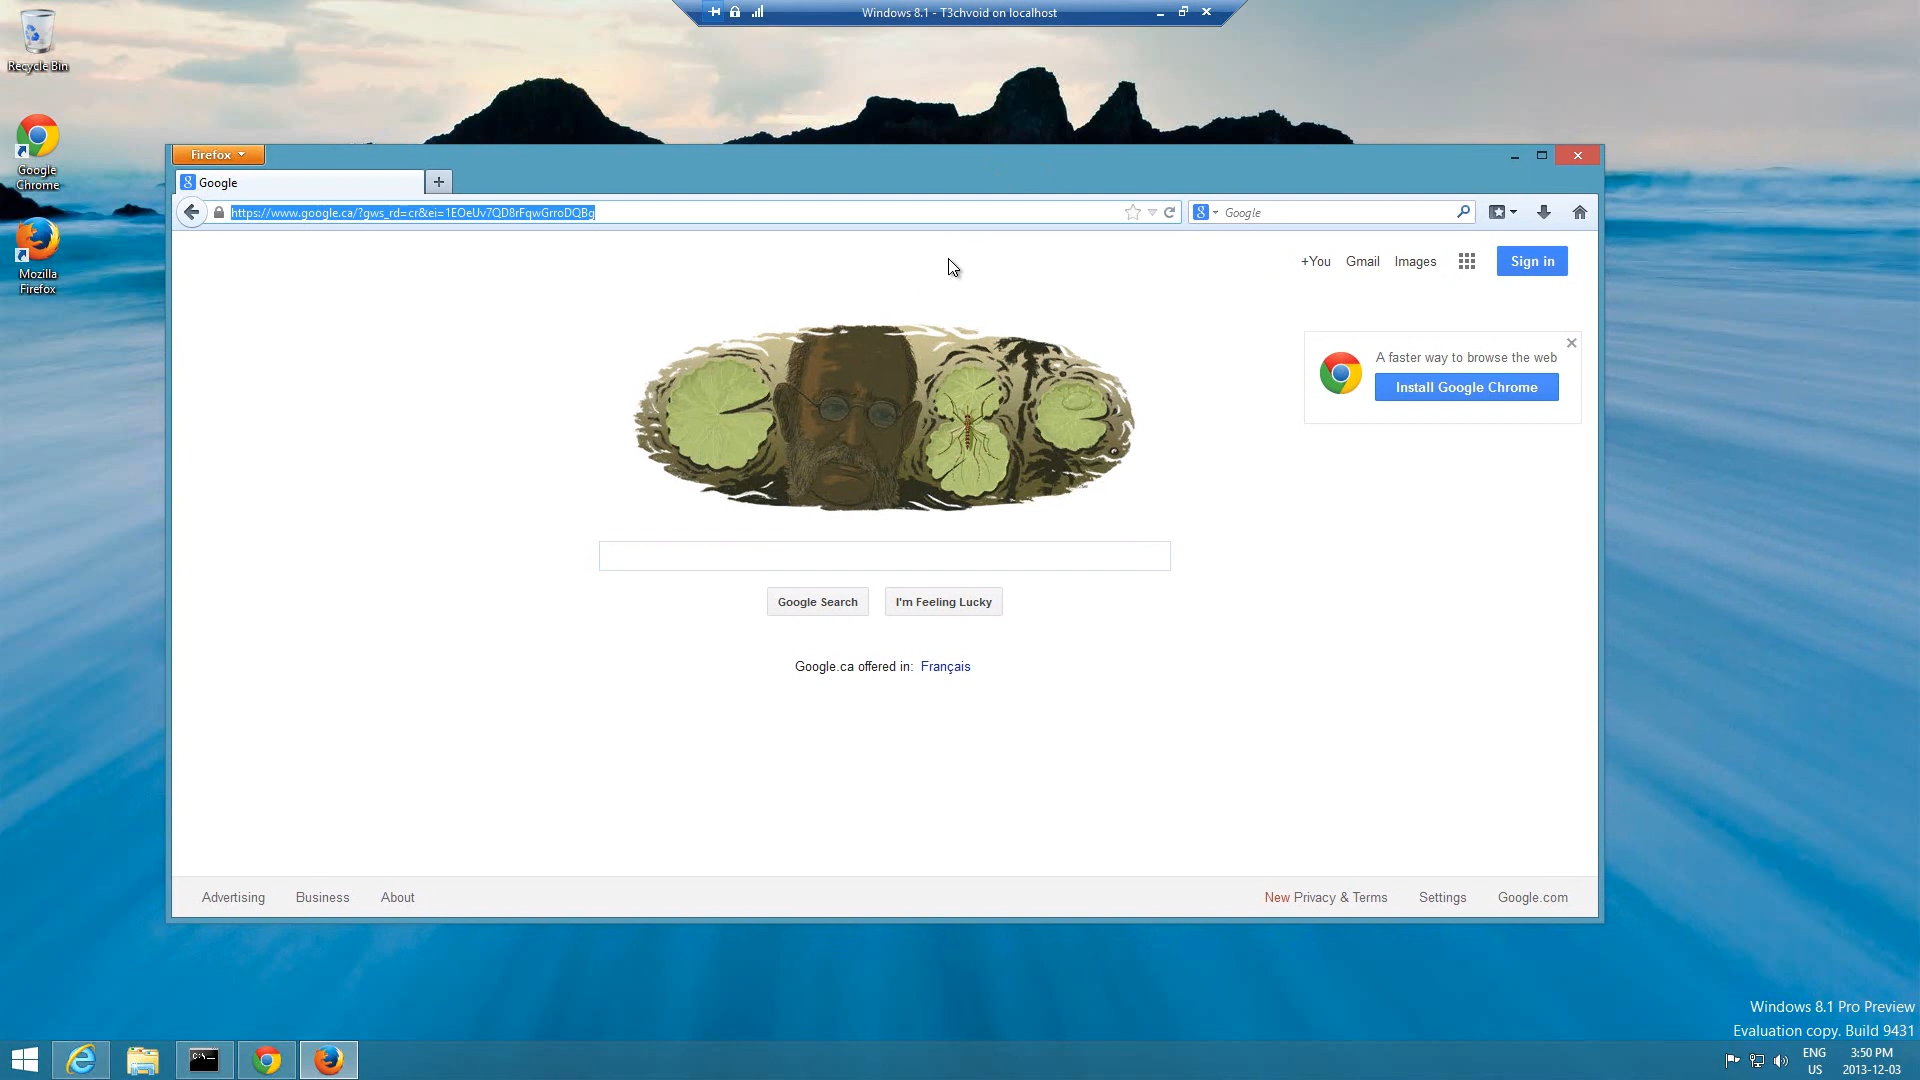 Windows 8.1 - T3chvoid on localhost
Recycle Bin
Google
Chrome
Mozilla
Firefox
Firefox
Google
https://www.google.ca/?gws_rd=cr&ei=1EOeUv7QD8rFqwGrroDQBg
Google
+You Gmail Images Sign in
A faster way to browse the web
Install Google Chrome
Google Search I'm Feeling Lucky
Google.ca offered in: Français
Advertising Business About New Privacy & Terms Settings Google.com
Windows 8.1 Pro Preview
Evaluation copy. Build 9431
C:\
ENG 3:50 PM
US 2013-12-03